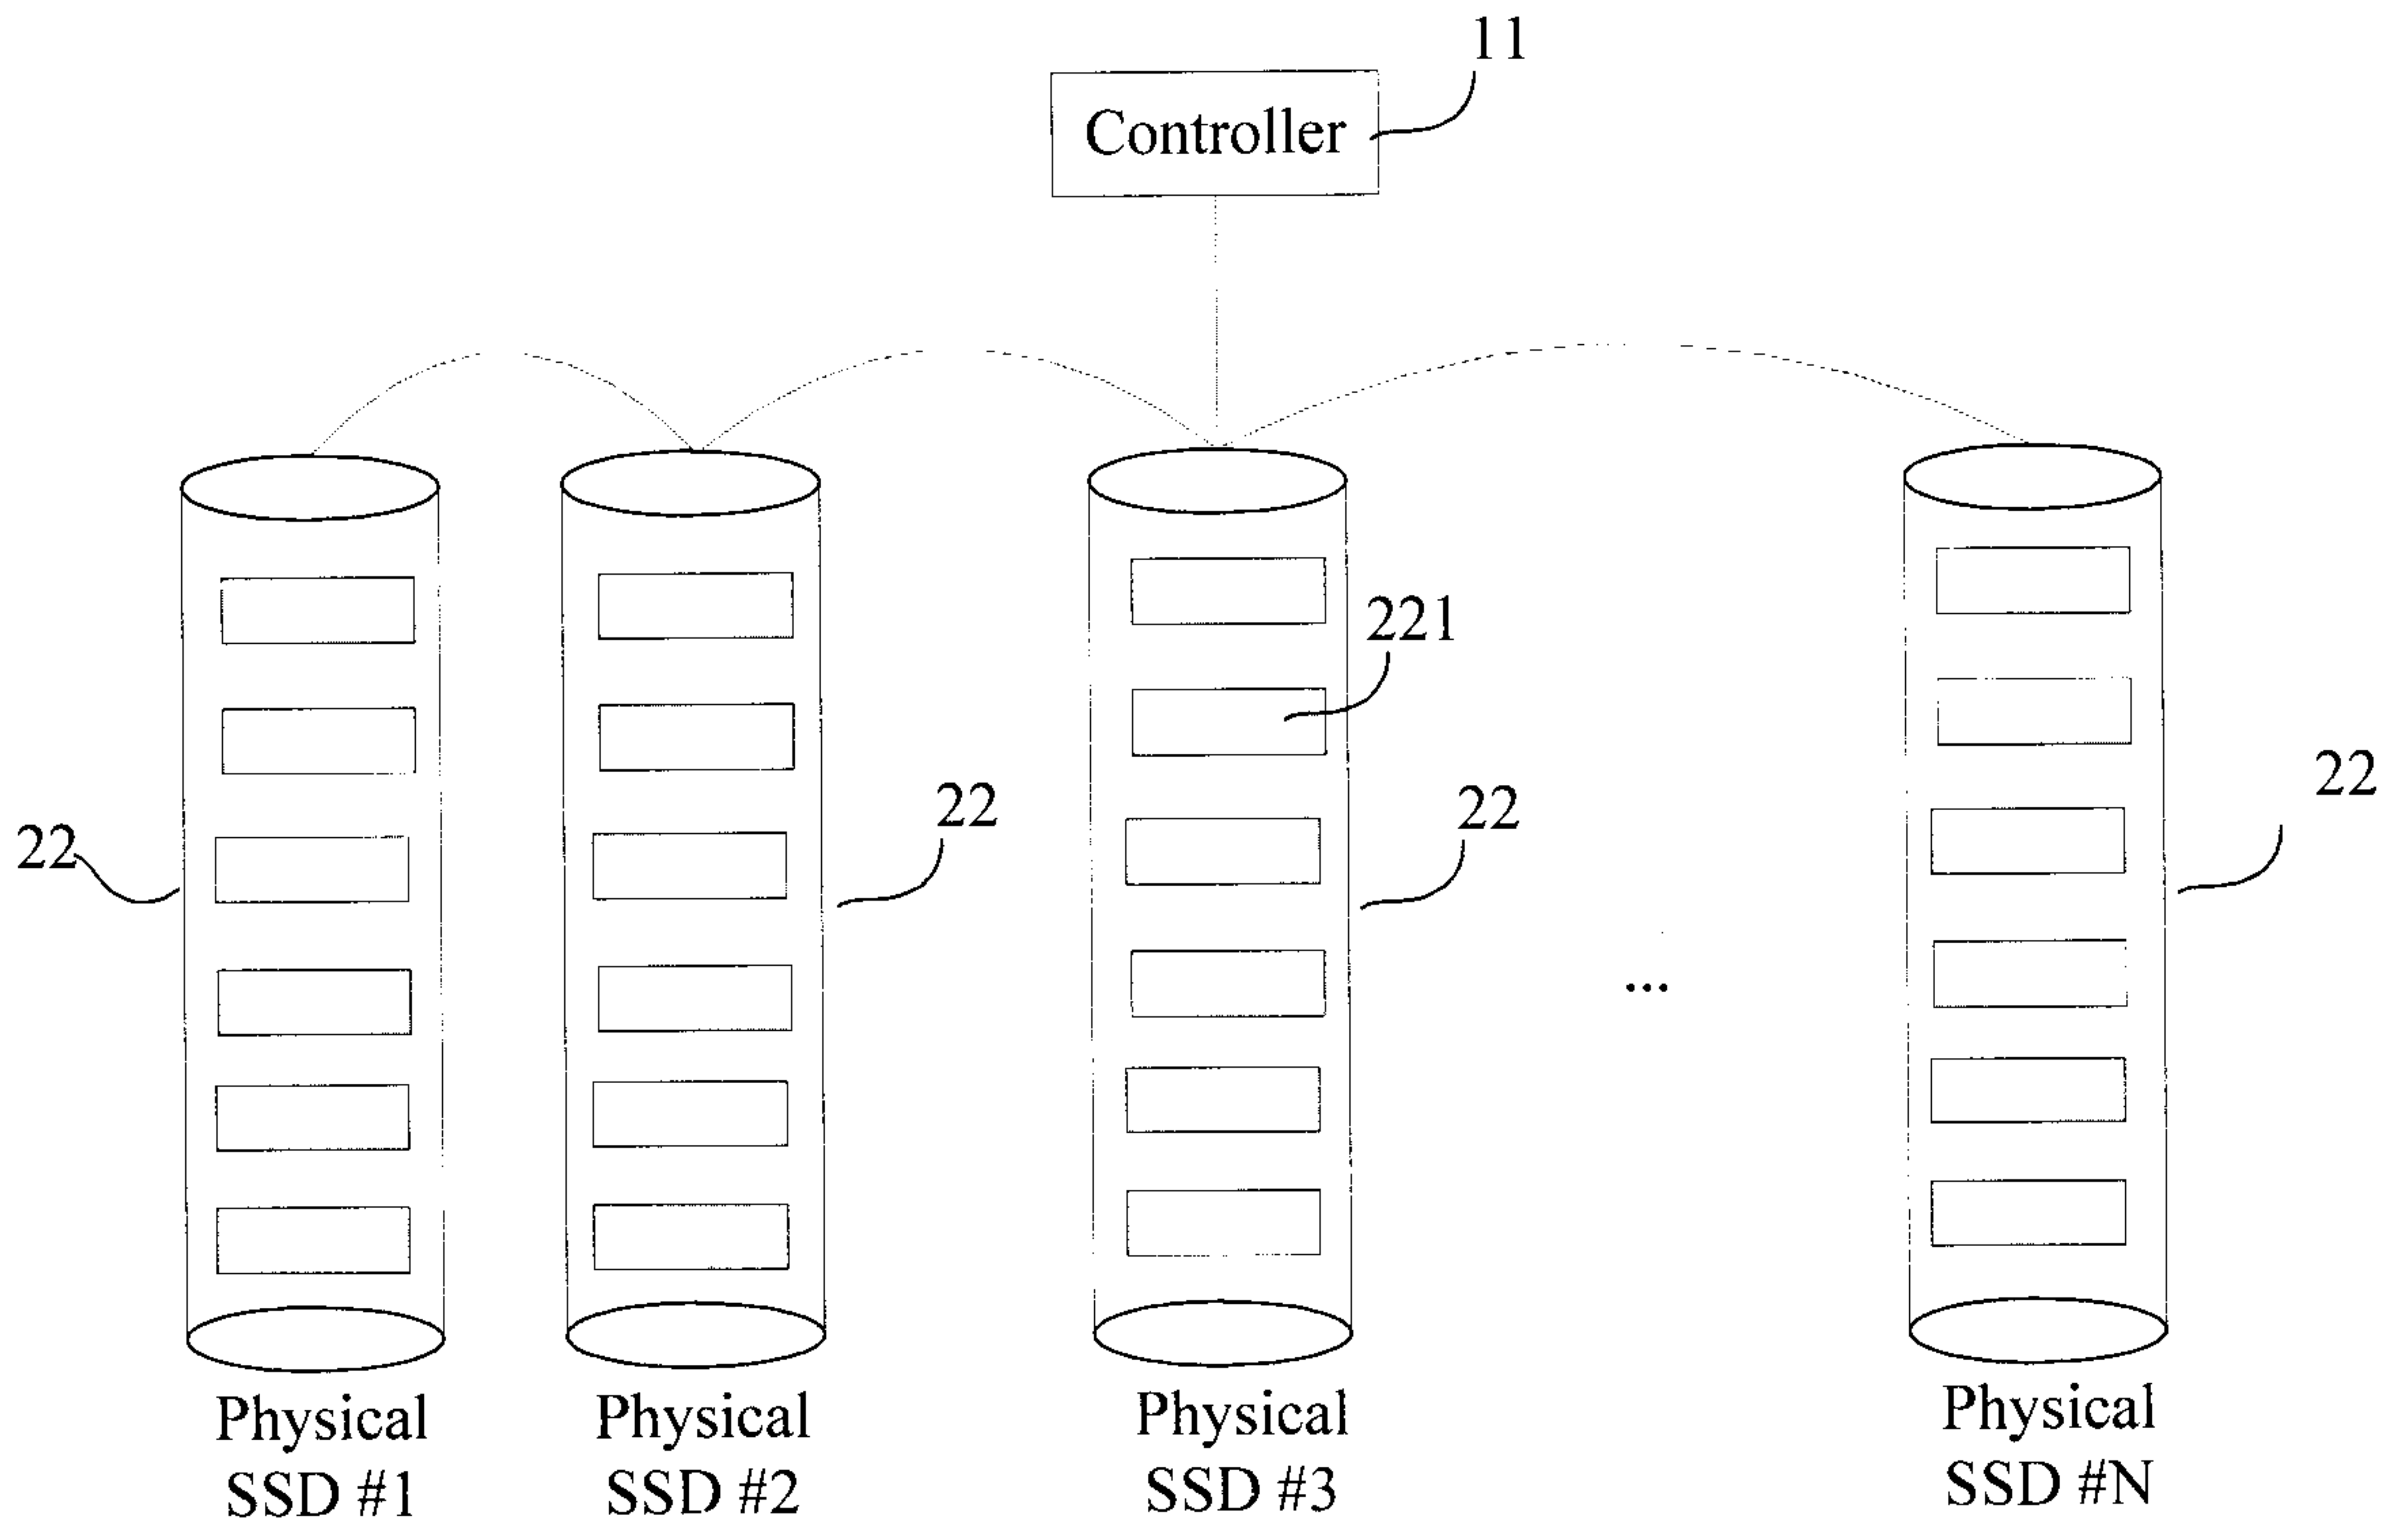 11
Controller
221
22
22
22
22
...
Physical
SSD #1
Physical
SSD #2
Physical
SSD #3
Physical
SSD #N